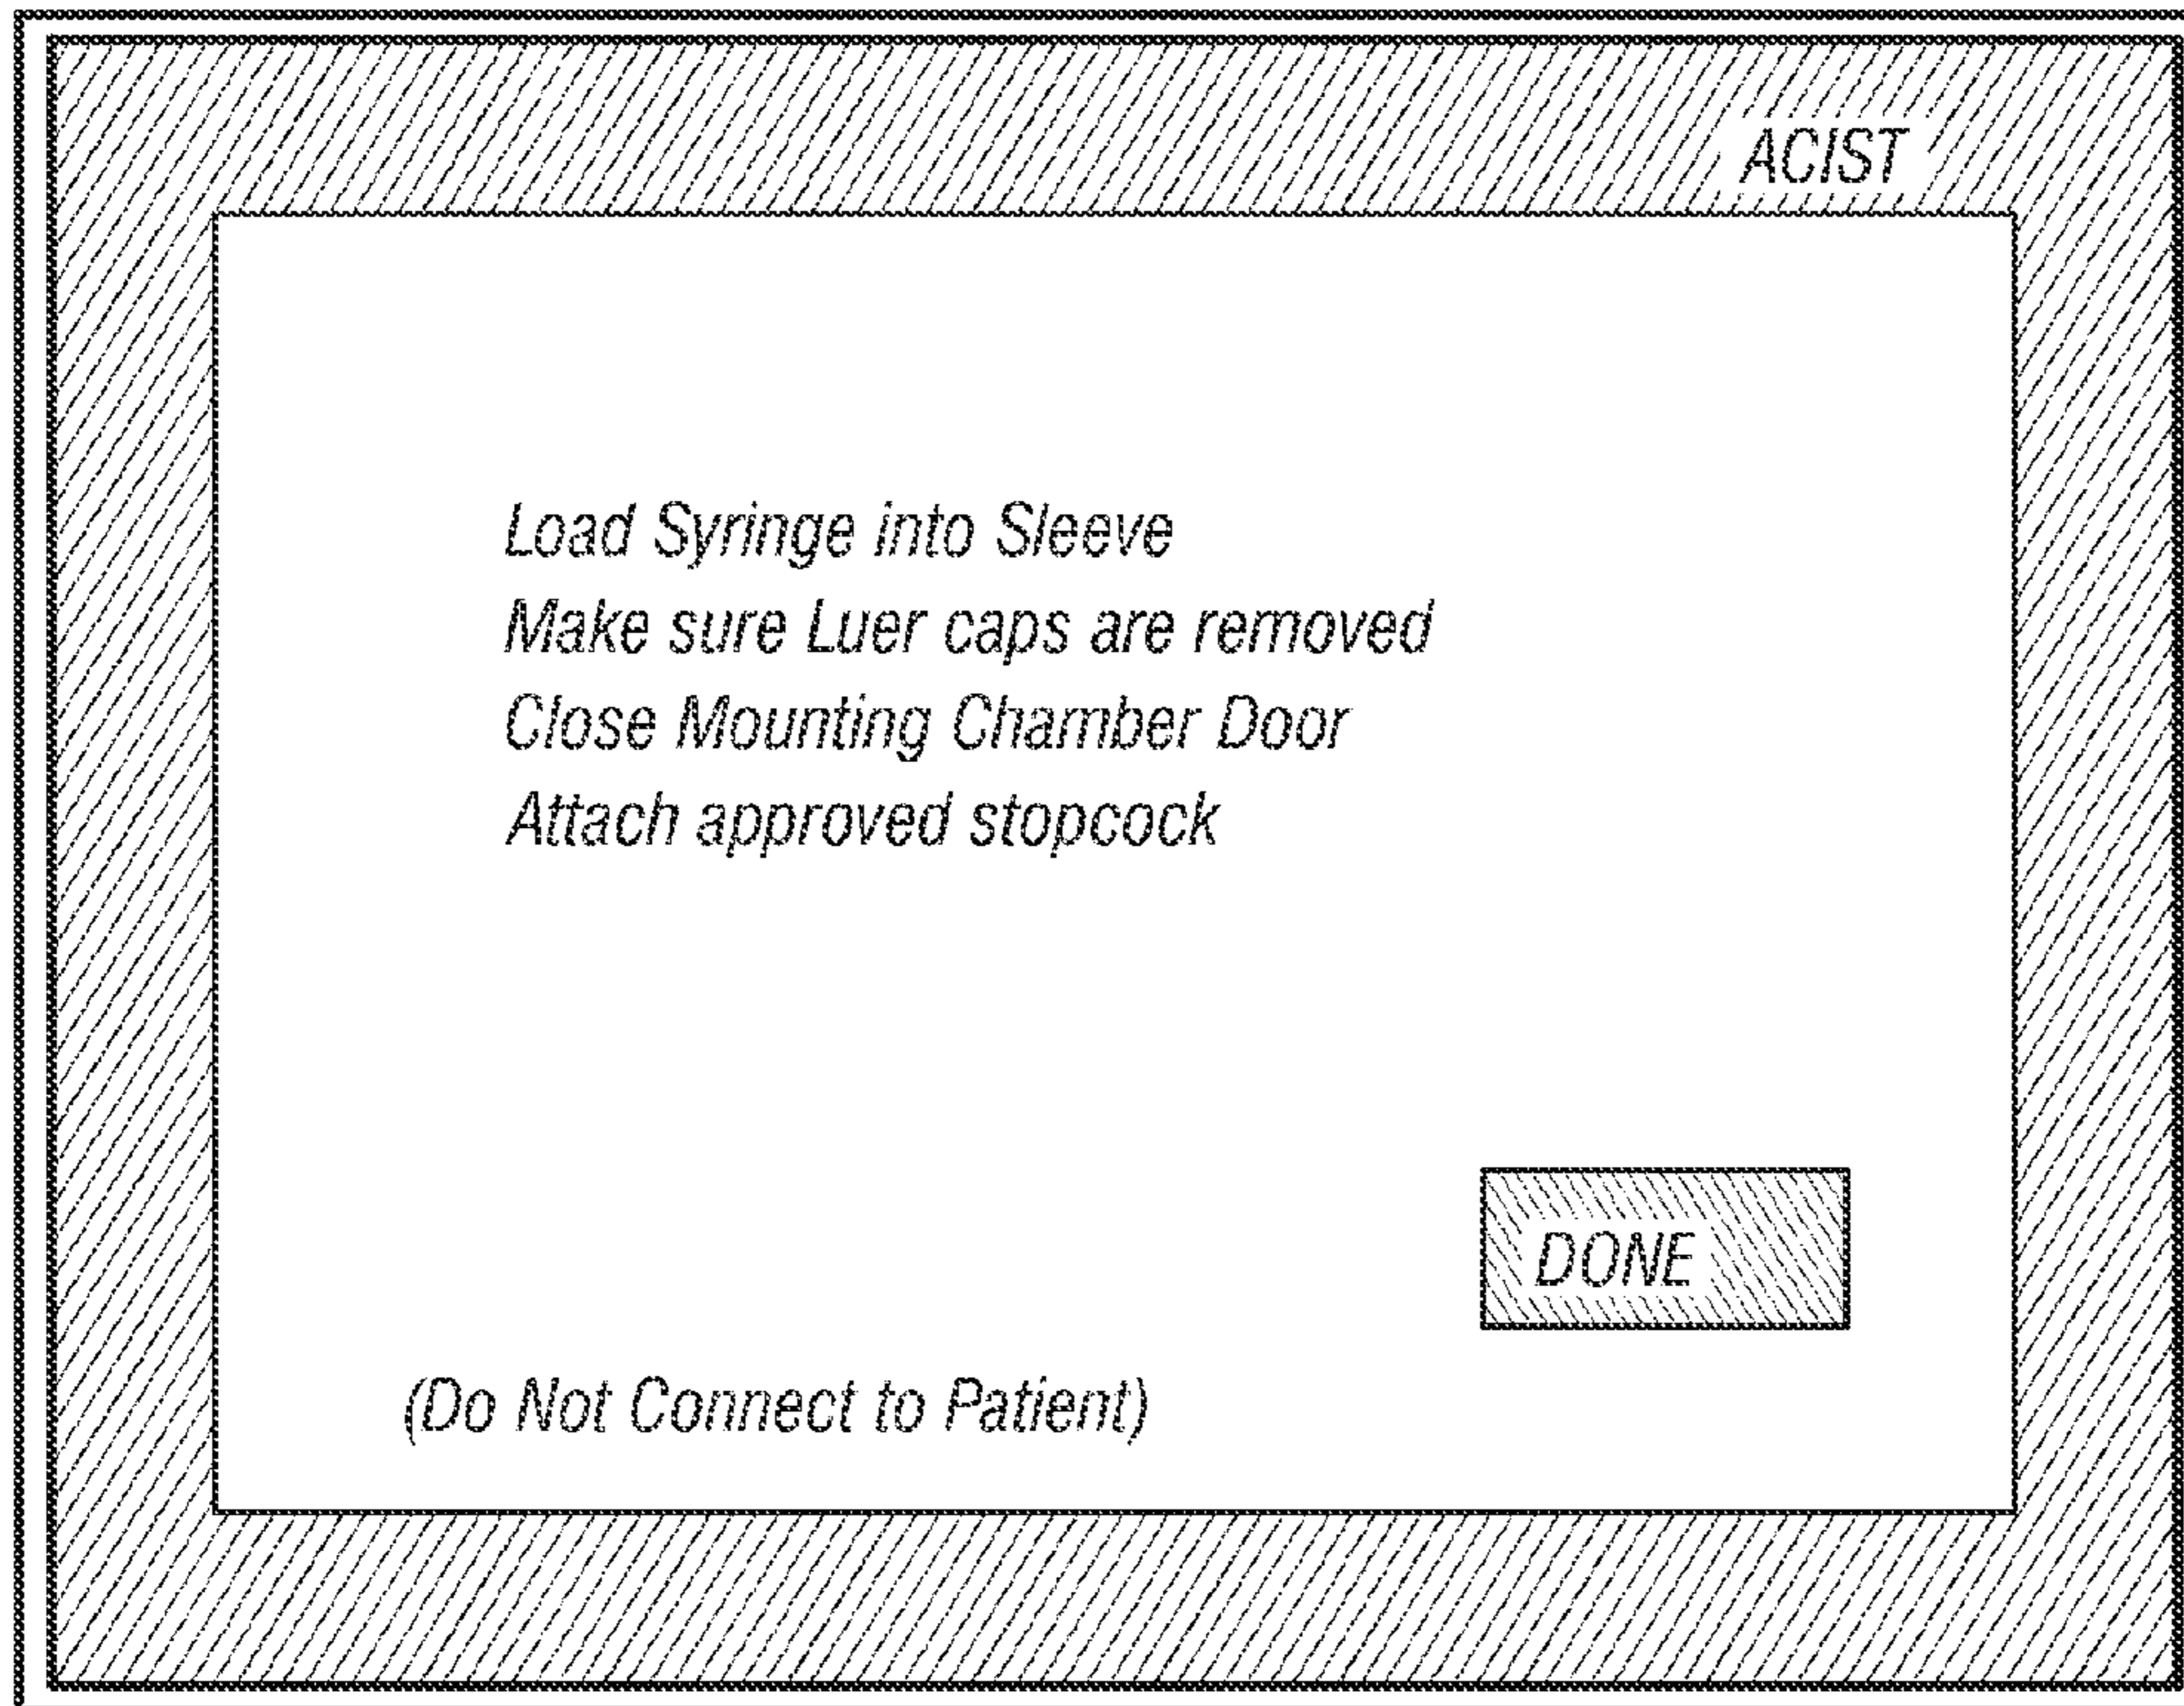 ACIST
Load Syringe into Sleeve
Make sure Luer caps are removed
Close Mounting Chamber Door
Attach approved stopcock
DONE
(Do Not Connect to Patient)